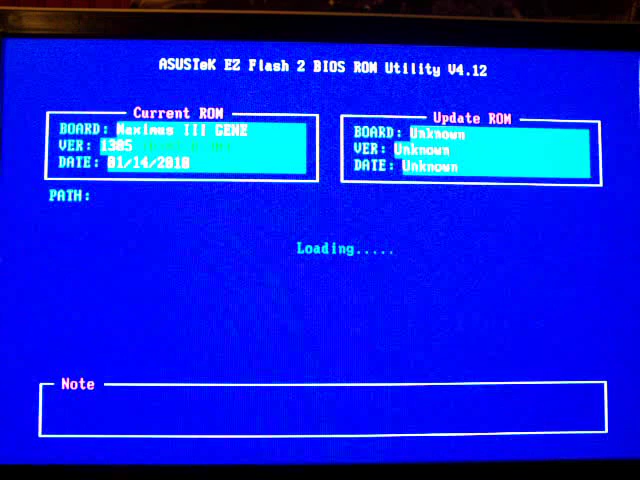 ASUSTeK EZ Flash 2 BIOS ROM Utility V4.12
Current ROM
BOARD: Maximus III GENE
VER: 1305
DATE: 01/14/2010
Update ROM
BOARD: Unknown
VER: Unknown
DATE: Unknown
PATH:
Loading.....
Note